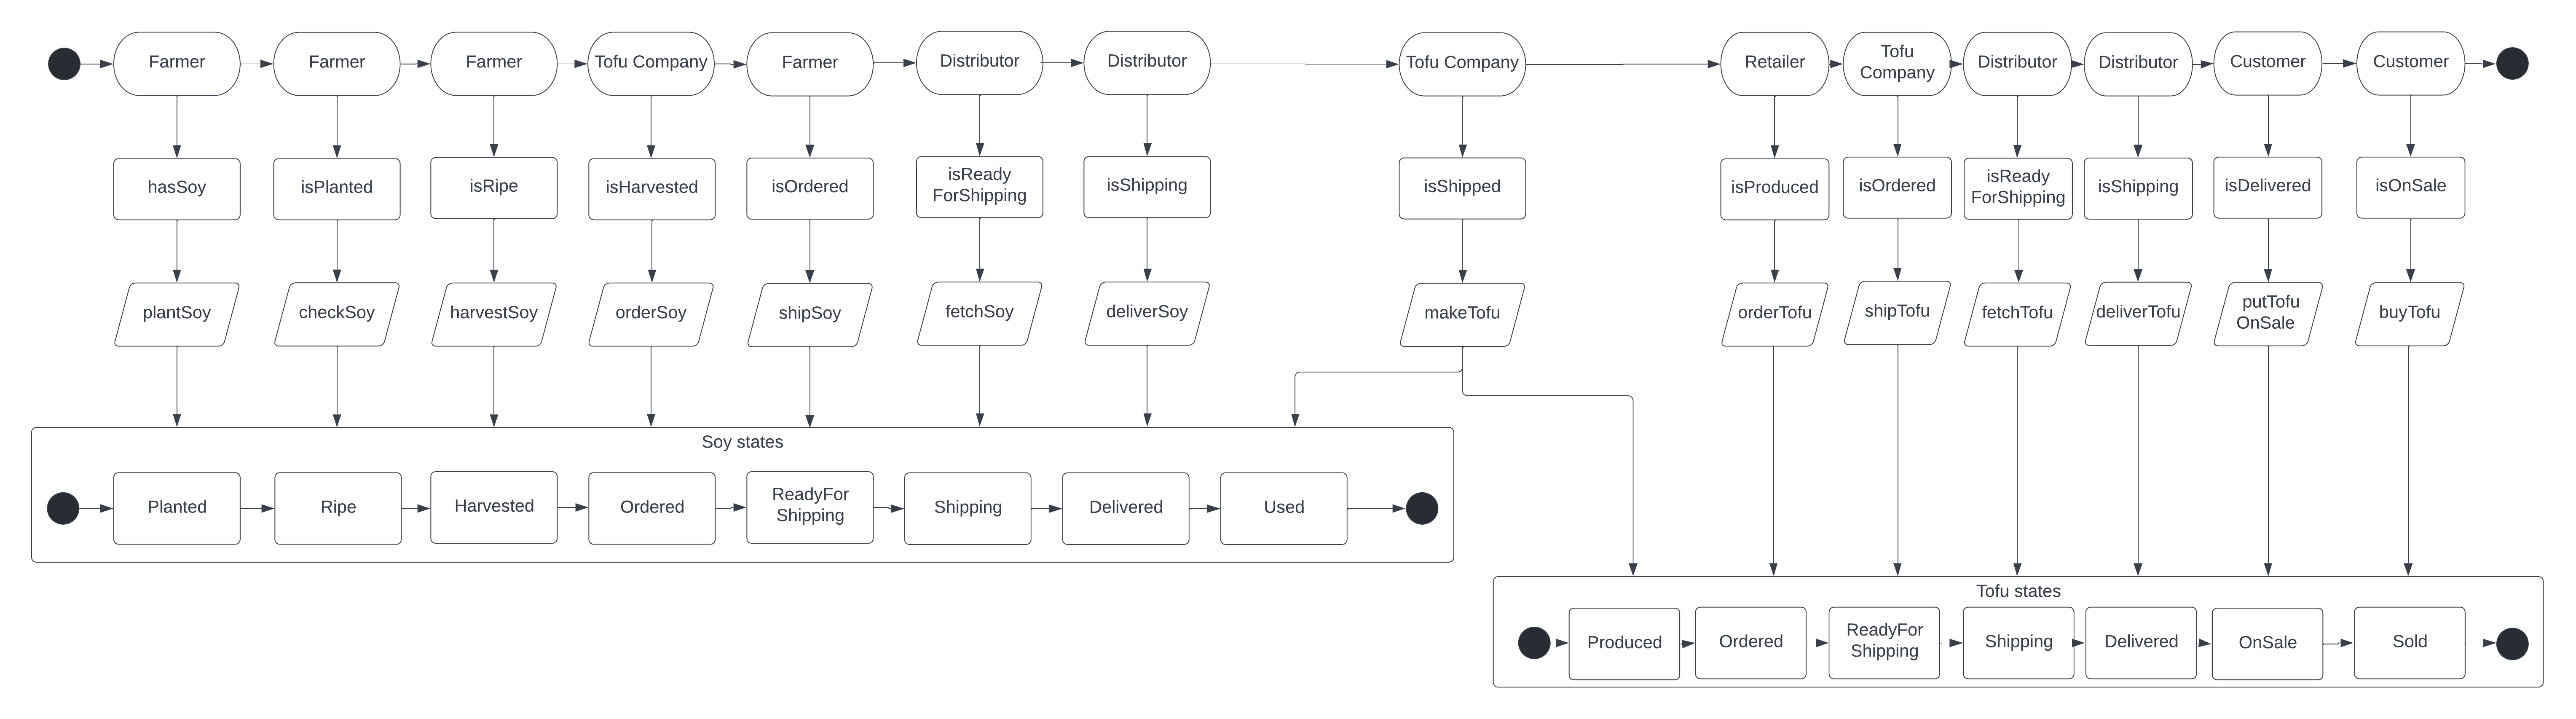 Farmer
Farmer
Farmer
Tofu Company
Farmer
Distributor
Distributor
Tofu Company
Retailer
Tofu
Company
Distributor
Distributor
Customer
Customer
hasSoy
isPlanted
isRipe
isHarvested
isOrdered
isReady
ForShipping
isShipping
isShipped
isProduced
isOrdered
isReady
ForShipping
isShipping
isDelivered
isOnSale
plantSoy
checkSoy
harvestSoy
orderSoy
shipSoy
fetchSoy
deliverSoy
makeTofu
orderTofu
shipTofu
fetchTofu
deliverTofu
putTofu
OnSale
buyTofu
Soy states
Planted
Ripe
Harvested
Ordered
ReadyFor
Shipping
Shipping
Delivered
Used
Tofu states
Produced
Ordered
ReadyFor
Shipping
Shipping
Delivered
OnSale
Sold